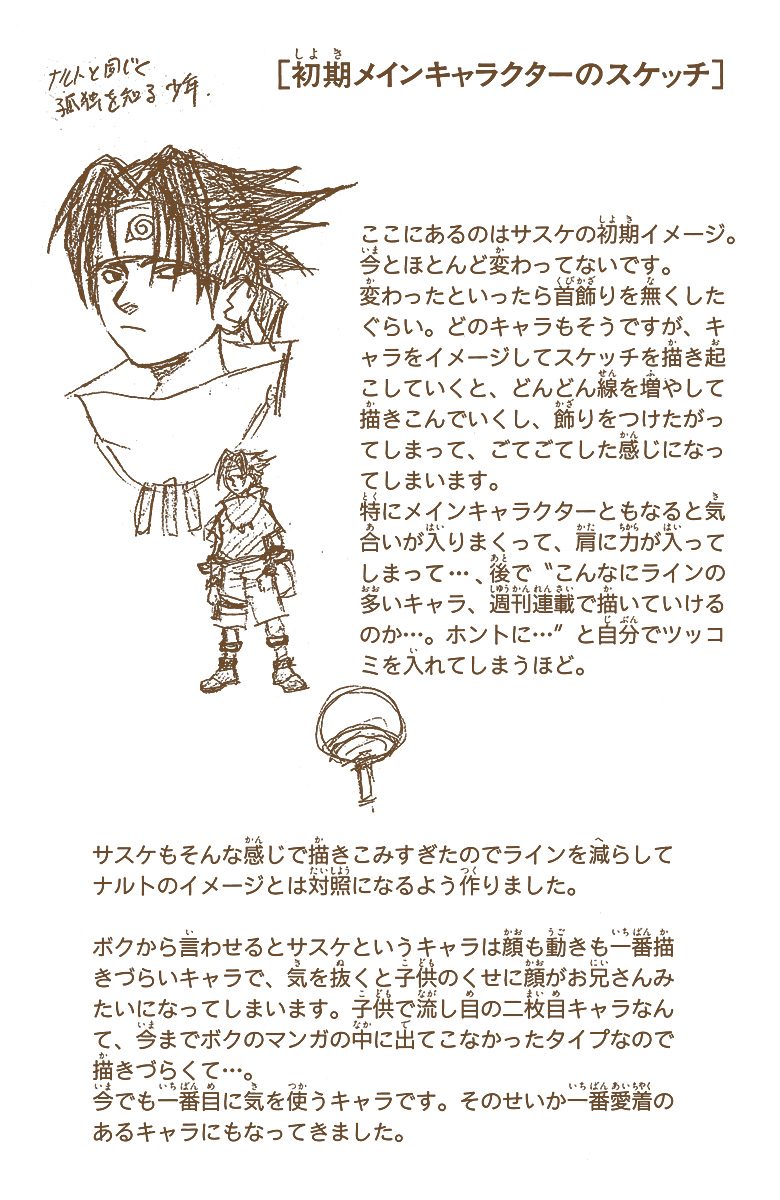 ナルトと同じく
孤独を知る少年.
[初期メインキャラクターのスケッチ]
ここにあるのはサスケの初期イメージ。
今とほとんど変わってないです。
変わったといったら首飾りを無くした
ぐらい。どのキャラもそうですが、キ
ャラをイメージしてスケッチを描き起
こしていくと、どんどん線を増やして
描きこんでいくし、飾りをつけたがっ
てしまって、ごてごてした感じになっ
てしまいます。
特にメインキャラクターともなると気
合いが入りまくって、肩に力が入って
しまって…、後で〝こんなにラインの
多いキャラ、週刊連載で描いていける
のか…。ホントに…〟と自分でツッコ
ミを入れてしまうほど。
サスケもそんな感じで描きこみすぎたのでラインを減らして
ナルトのイメージとは対照になるよう作りました。
ボクから言わせるとサスケというキャラは顔も動きも一番描
きづらいキャラで、気を抜くと子供のくせに顔がお兄さんみ
たいになってしまいます。子供で流し目の二枚目キャラなん
て、今までボクのマンガの中に出てこなかったタイプなので
描きづらくて…。
今でも一番目に気を使うキャラです。そのせいか一番愛着の
あるキャラにもなってきました。